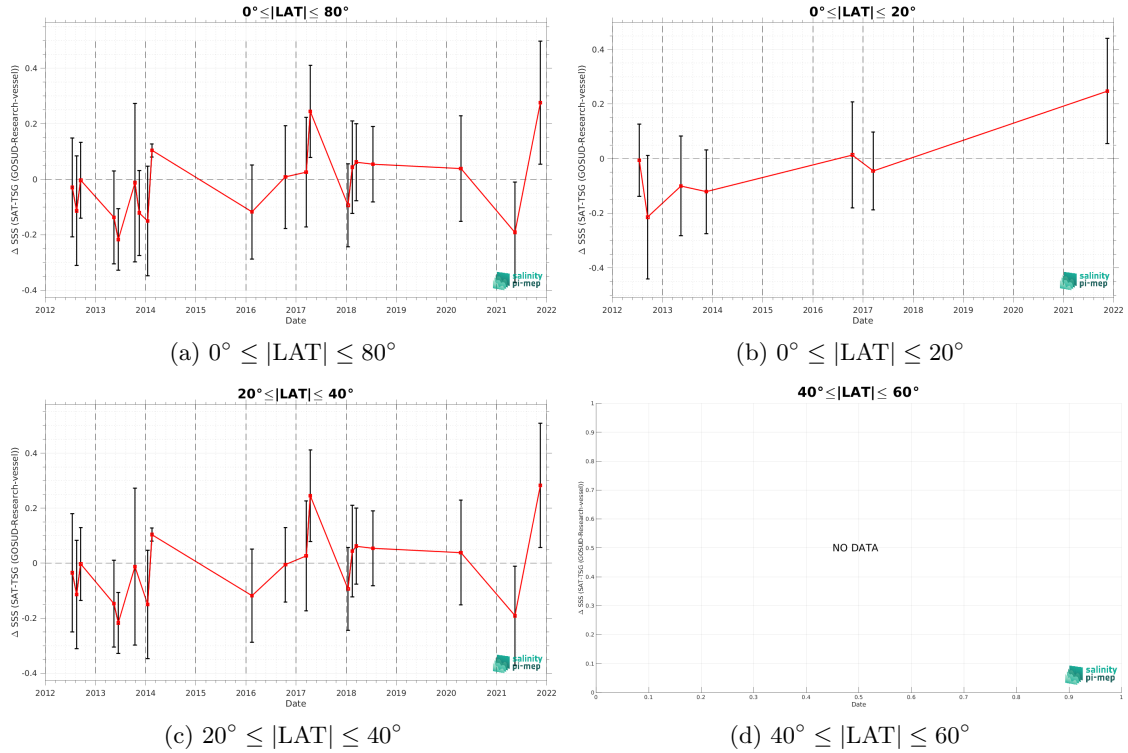 0°≤|LAT|≤ 80°
Δ SSS (SAT-TSG (GOSUD-Research-vessel))
0.4
0.2
0
-0.2
-0.4
2012 2013 2014 2015 2016 2017 2018 2019 2020 2021 2022
Date
salinity
pi-mep
(a) 0° ≤ |LAT| ≤ 80°
0°≤|LAT|≤ 20°
Δ SSS (SAT-TSG (GOSUD-Research-vessel))
0.4
0.2
0
-0.2
-0.4
2012 2013 2014 2015 2016 2017 2018 2019 2020 2021 2022
Date
salinity
pi-mep
(b) 0° ≤ |LAT| ≤ 20°
20°≤|LAT|≤ 40°
Δ SSS (SAT-TSG (GOSUD-Research-vessel))
0.4
0.2
0
-0.2
-0.4
2012 2013 2014 2015 2016 2017 2018 2019 2020 2021 2022
Date
salinity
pi-mep
(c) 20° ≤ |LAT| ≤ 40°
40°≤|LAT|≤ 60°
Δ SSS (SAT-TSG (GOSUD-Research-vessel))
1
0.9
0.8
0.7
0.6
0.5
0.4
0.3
0.2
0.1
0
NO DATA
0 0.1 0.2 0.3 0.4 0.5 0.6 0.7 0.8 0.9 1
Date
salinity
pi-mep
(d) 40° ≤ |LAT| ≤ 60°